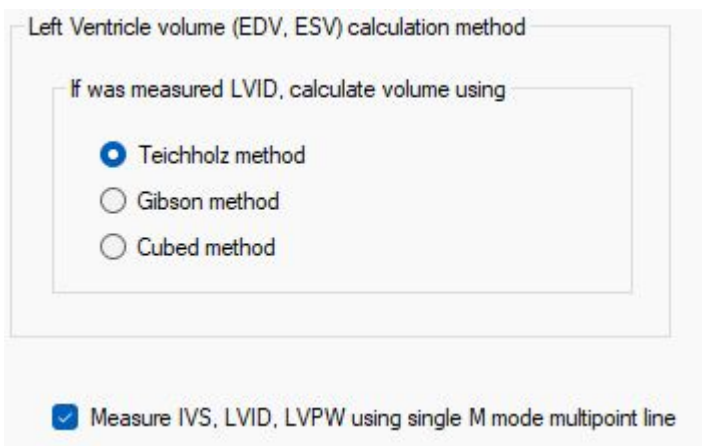 Left Ventricle volume (EDV, ESV) calculation method
If was measured LVID, calculate volume using
Teichholz method
Gibson method
Cubed method
Measure IVS, LVID, LVPW using single M mode multipoint line